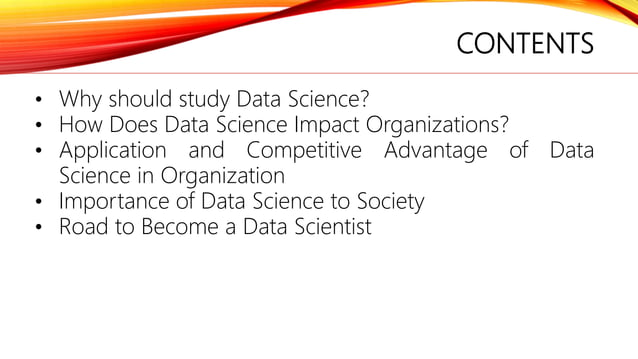 CONTENTS
• Why should study Data Science?
• How Does Data Science Impact Organizations?
• Application and Competitive Advantage of Data
Science in Organization
• Importance of Data Science to Society
• Road to Become a Data Scientist